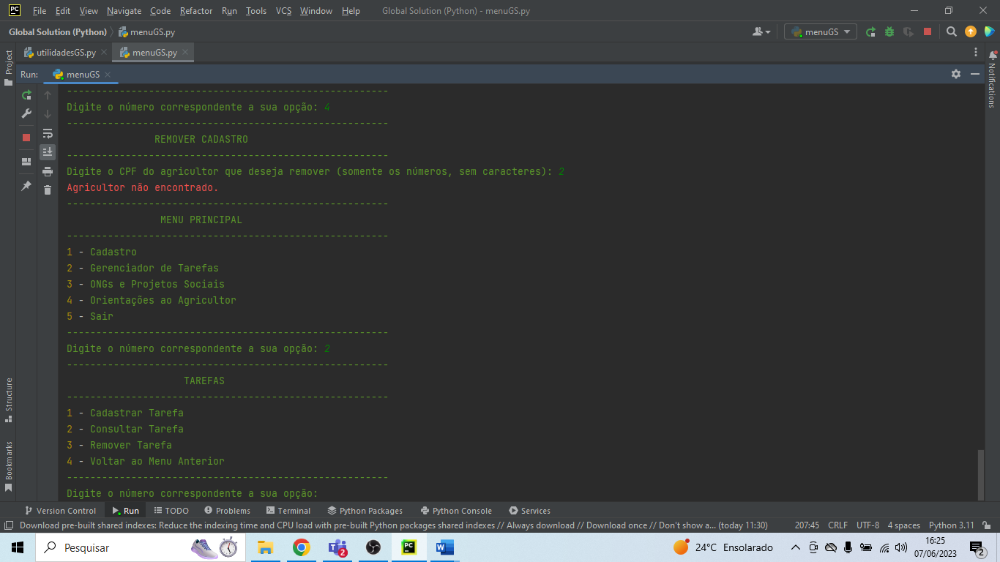 PC File Edit View Navigate Code Refactor Run Tools VCS Window Help Global Solution (Python) - menuGS.py
Global Solution (Python) menuGS.py menuGS
Project utilidadesGS.py menuGS.py
Run: menuGS
Notifications
-------------------------------------------------------
Digite o número correspondente a sua opção: 4
-------------------------------------------------------
REMOVER CADASTRO
-------------------------------------------------------
Digite o CPF do agricultor que deseja remover (somente os números, sem caracteres): 2
Agricultor não encontrado.
-------------------------------------------------------
MENU PRINCIPAL
-------------------------------------------------------
1 - Cadastro
2 - Gerenciador de Tarefas
3 - ONGs e Projetos Sociais
4 - Orientações ao Agricultor
5 - Sair
-------------------------------------------------------
Digite o número correspondente a sua opção: 2
-------------------------------------------------------
TAREFAS
-------------------------------------------------------
1 - Cadastrar Tarefa
2 - Consultar Tarefa
3 - Remover Tarefa
4 - Voltar ao Menu Anterior
-------------------------------------------------------
Digite o número correspondente a sua opção:
Structure
Bookmarks
Version Control Run TODO Problems Terminal Python Packages Python Console Services
Download pre-built shared indexes: Reduce the indexing time and CPU load with pre-built Python packages shared indexes // Always download // Download once // Don't show a... (today 11:30) 207:45 CRLF UTF-8 4 spaces Python 3.11
Pesquisar 2 PC W 24°C Ensolarado 16:25
07/06/2023 2